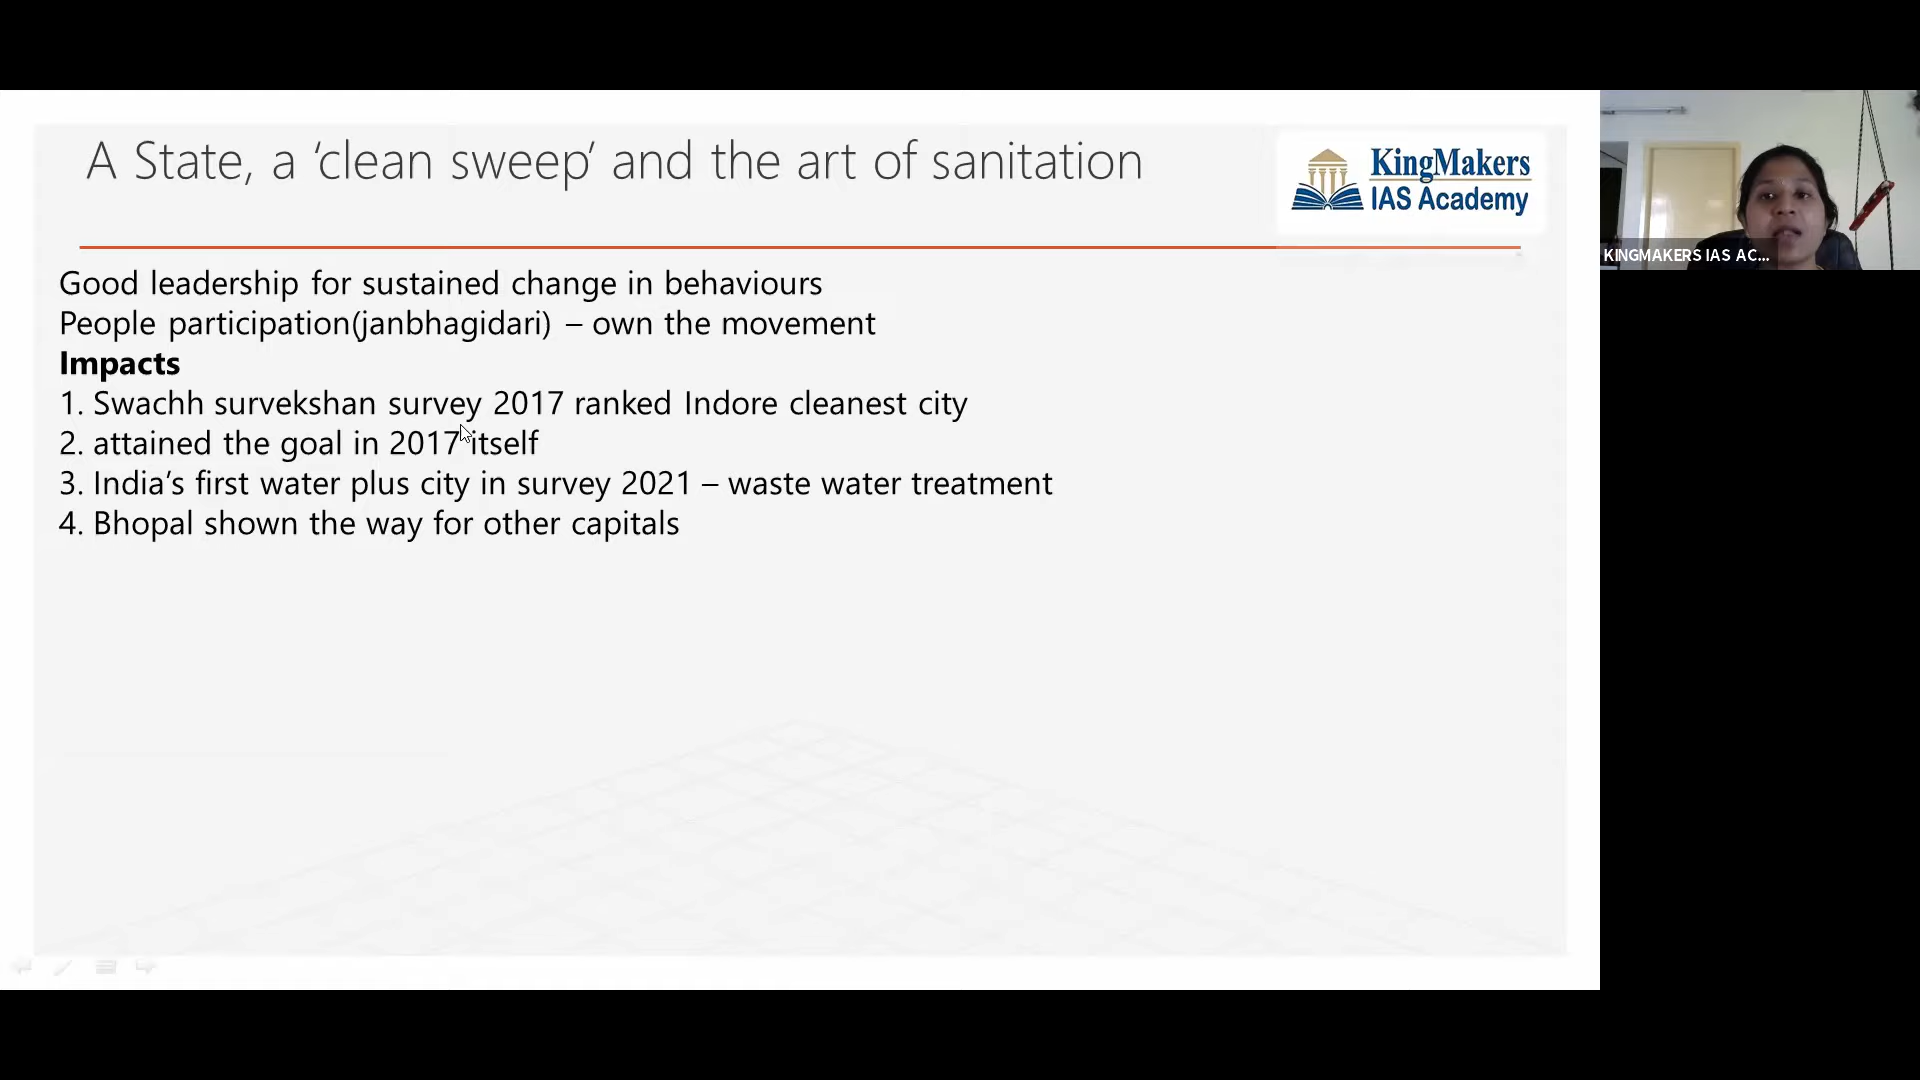 A State, a ‘clean sweep’ and the art of sanitation
KingMakers
IAS Academy
KINGMAKERS IAS AC...
Good leadership for sustained change in behaviours
People participation(janbhagidari) – own the movement
Impacts
1. Swachh survekshan survey 2017 ranked Indore cleanest city
2. attained the goal in 2017 itself
3. India’s first water plus city in survey 2021 – waste water treatment
4. Bhopal shown the way for other capitals